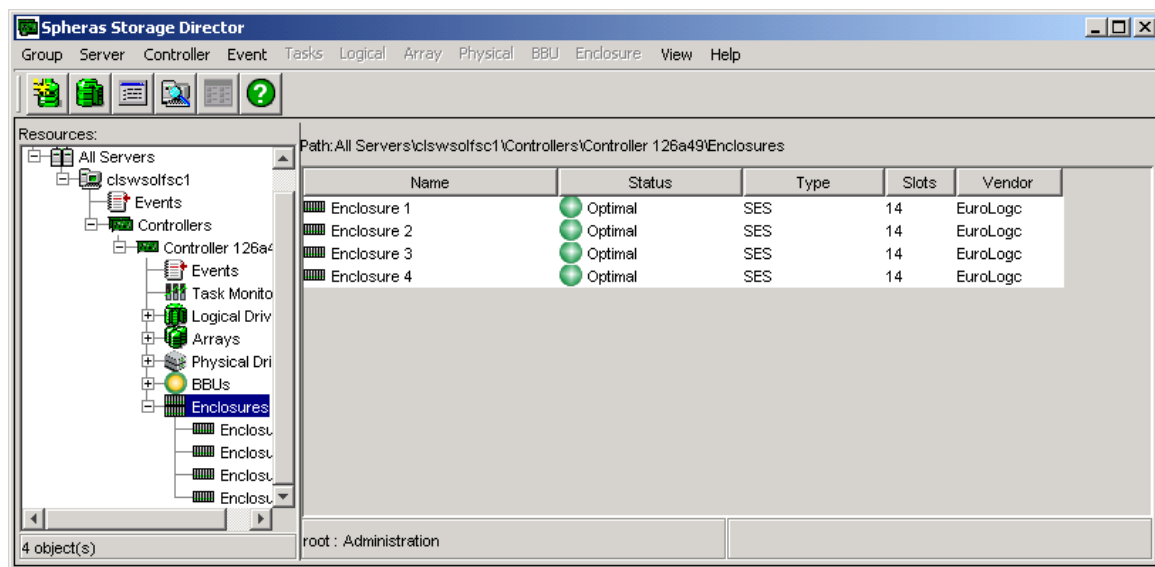 Spheras Storage Director
Group Server Controller Event Tasks Logical Array Physical BBU Enclosure View Help
Resources:
All Servers
clswsolfsc1
Events
Controllers
Controller 126a4
Events
Task Monito
Logical Driv
Arrays
Physical Dri
BBUs
Enclosures
Enclosu
Enclosu
Enclosu
Enclosu
4 object(s)
Path:All Servers\clswsolfsc1\Controllers\Controller 126a49\Enclosures
Name Status Type Slots Vendor
Enclosure 1 Optimal SES 14 EuroLogc
Enclosure 2 Optimal SES 14 EuroLogc
Enclosure 3 Optimal SES 14 EuroLogc
Enclosure 4 Optimal SES 14 EuroLogc
root : Administration